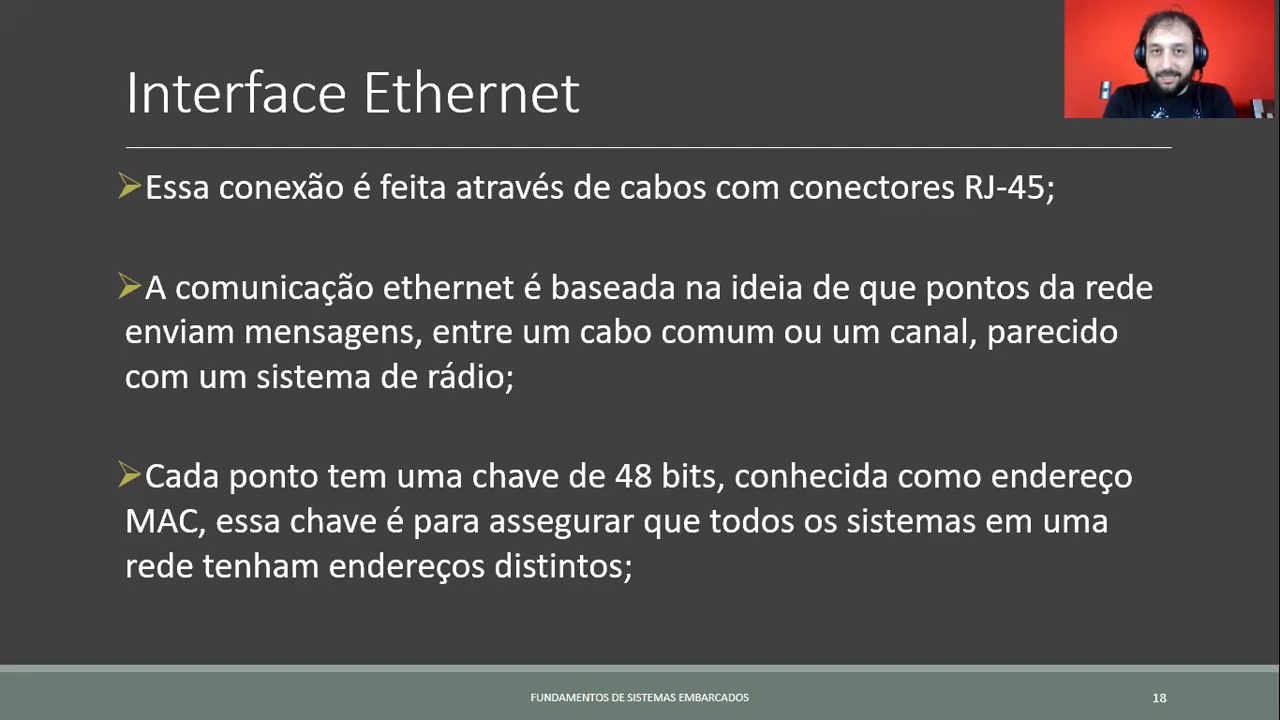 Interface Ethernet
Essa conexão é feita através de cabos com conectores RJ-45;
A comunicação ethernet é baseada na ideia de que pontos da rede
enviam mensagens, entre um cabo comum ou um canal, parecido
com um sistema de rádio;
Cada ponto tem uma chave de 48 bits, conhecida como endereço
MAC, essa chave é para assegurar que todos os sistemas em uma
rede tenham endereços distintos;
FUNDAMENTOS DE SISTEMAS EMBARCADOS
18